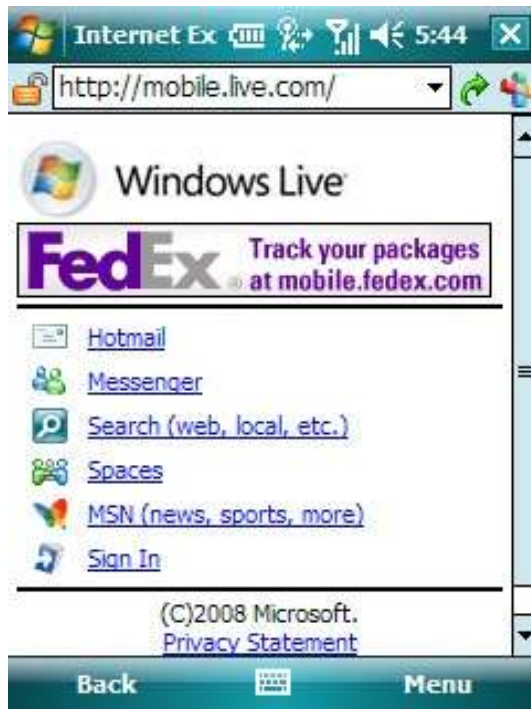 Internet Ex 5:44
http://mobile.live.com/
Windows Live
FedEx ® Track your packages
at mobile.fedex.com
Hotmail
Messenger
Search (web, local, etc.)
Spaces
MSN (news, sports, more)
Sign In
(C)2008 Microsoft.
Privacy Statement
Back Menu